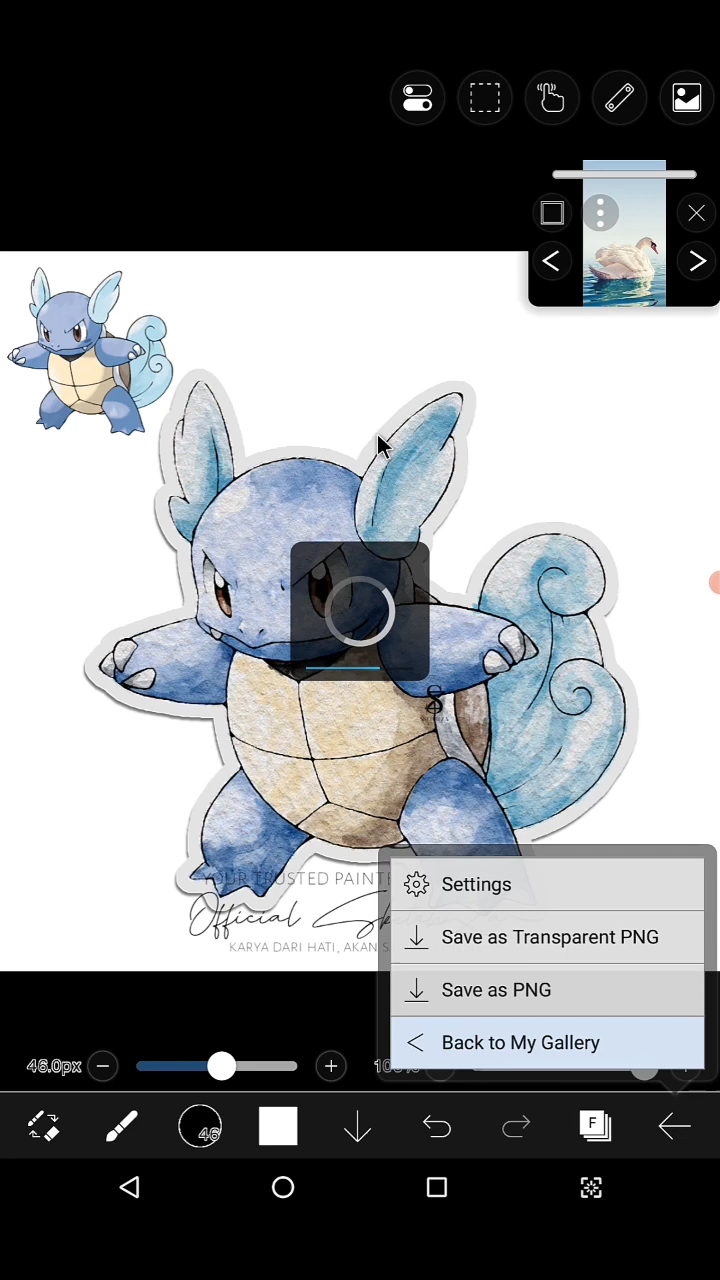 YOUR TRUSTED
Official
KARYA DARI HATI, AKAN
Settings
Save as Transparent PNG
Save as PNG
Back to My Gallery
46.0px
46
F